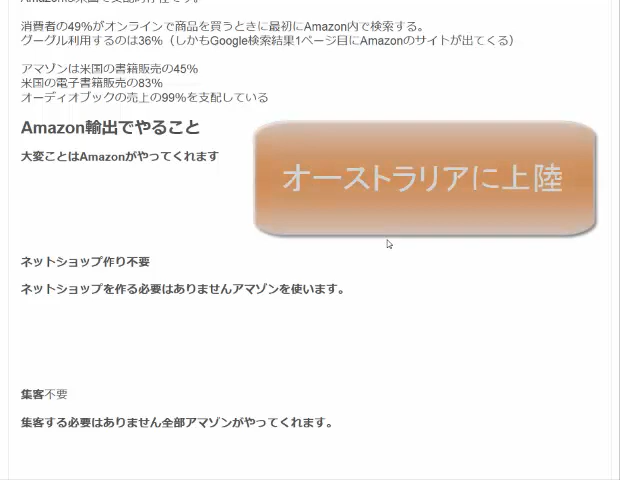 消費者の49%がオンラインで商品を買うときに最初にAmazon内で検索する。
グーグル利用するのは36%（しかもGoogle検索結果1ページ目にAmazonのサイトが出てくる）
アマゾンは米国の書籍販売の45%
米国の電子書籍販売の83%
オーディオブックの売上の99%を支配している
Amazon輸出でやること
大変ことはAmazonがやってくれます
オーストラリアに上陸
ネットショップ作り不要
ネットショップを作る必要はありませんアマゾンを使います。
集客不要
集客する必要はありません全部アマゾンがやってくれます。